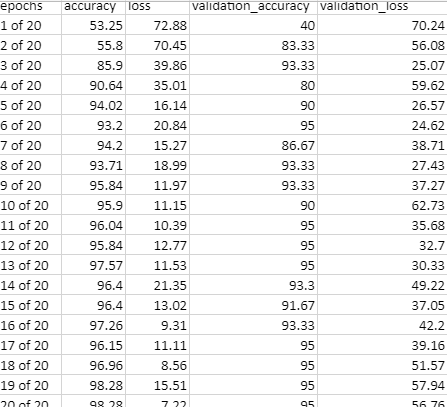 epochs accuracy loss validation_accuracy validation_loss
1 of 20 53.25 72.88 40 70.24
2 of 20 55.8 70.45 83.33 56.08
3 of 20 85.9 39.86 93.33 25.07
4 of 20 90.64 35.01 80 59.62
5 of 20 94.02 16.14 90 26.57
6 of 20 93.2 20.84 95 24.62
7 of 20 94.2 15.27 86.67 38.71
8 of 20 93.71 18.99 93.33 27.43
9 of 20 95.84 11.97 93.33 37.27
10 of 20 95.9 11.15 90 62.73
11 of 20 96.04 10.39 95 35.68
12 of 20 95.84 12.77 95 32.7
13 of 20 97.57 11.53 95 30.33
14 of 20 96.4 21.35 93.3 49.22
15 of 20 96.4 13.02 91.67 37.05
16 of 20 97.26 9.31 93.33 42.2
17 of 20 96.15 11.11 95 39.16
18 of 20 96.96 8.56 95 51.57
19 of 20 98.28 15.51 95 57.94
20 of 20 98.28 7.22 95 56.76